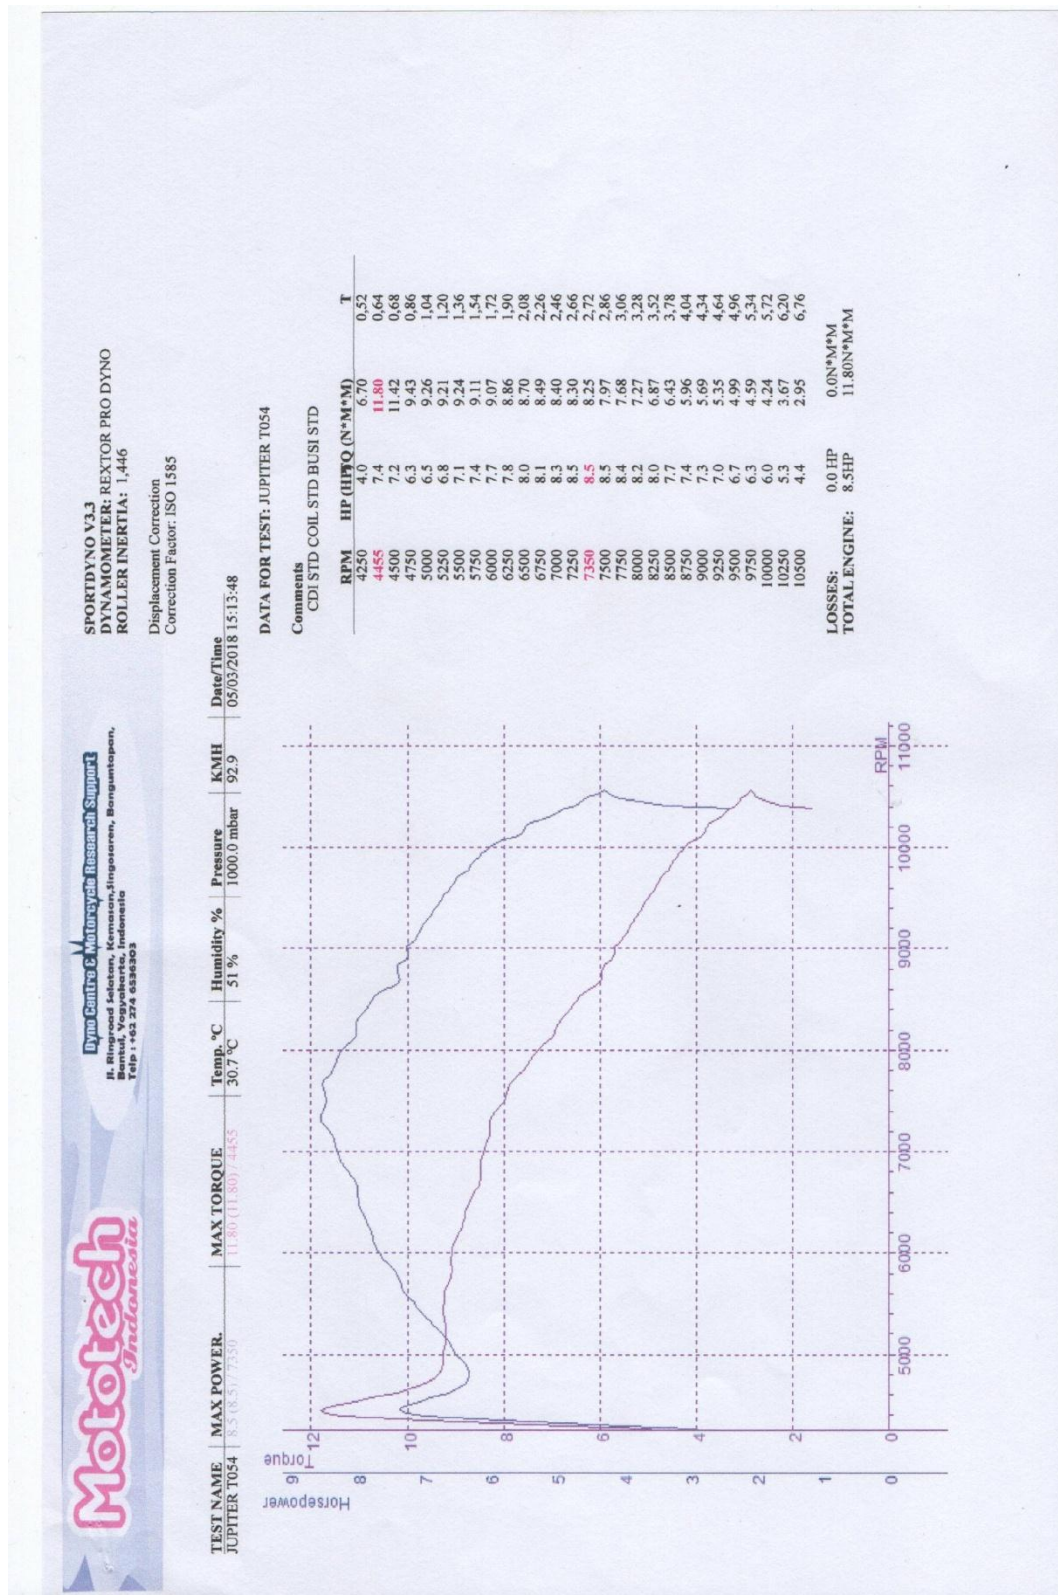 Mototech
Indonesia
Dyno Centre & Motorcycle Research Support
Jl. Ringroad Selatan, Kemasan, Singosaren, Banguntapan,
Bantul, Yogyakarta, Indonesia
Telp : +62 274 6536303
SPORTDYNO V3.3
DYNAMOMETER: REXTOR PRO DYNO
ROLLER INERTIA: 1,446
Displacement Correction
Correction Factor: ISO 1585
TEST NAME MAX POWER. MAX TORQUE Temp. °C Humidity % Pressure KMH Date/Time
JUPITER T054 8.5 (8.5) / 7350 11.80 (11.80) / 4455 30.7 °C 51 % 1000.0 mbar 92.9 05/03/2018 15:13:48
DATA FOR TEST: JUPITER T054
Comments
CDI STD COIL STD BUSI STD
RPM HP (HP) TQ (N*M*M) T
4250 4.0 6.70 0,52
4455 7.4 11.80 0,64
4500 7.2 11.42 0,68
4750 6.3 9.43 0,86
5000 6.5 9.26 1,04
5250 6.8 9.21 1,20
5500 7.1 9.24 1,36
5750 7.4 9.11 1,54
6000 7.7 9.07 1,72
6250 7.8 8.86 1,90
6500 8.0 8.70 2,08
6750 8.1 8.49 2,26
7000 8.3 8.40 2,46
7250 8.5 8.30 2,66
7350 8.5 8.25 2,72
7500 8.5 7.97 2,86
7750 8.4 7.68 3,06
8000 8.2 7.27 3,28
8250 8.0 6.87 3,52
8500 7.7 6.43 3,78
8750 7.4 5.96 4,04
9000 7.3 5.69 4,34
9250 7.0 5.35 4,64
9500 6.7 4.99 4,96
9750 6.3 4.59 5,34
10000 6.0 4.24 5,72
10250 5.3 3.67 6,20
10500 4.4 2.95 6,76
LOSSES: 0.0 HP 0.0N*M*M
TOTAL ENGINE: 8.5HP 11.80N*M*M
Horsepower
Torque
9
8
7
6
5
4
3
2
1
0
12
10
8
6
4
2
0
5000 6000 7000 8000 9000 10000 11000
RPM